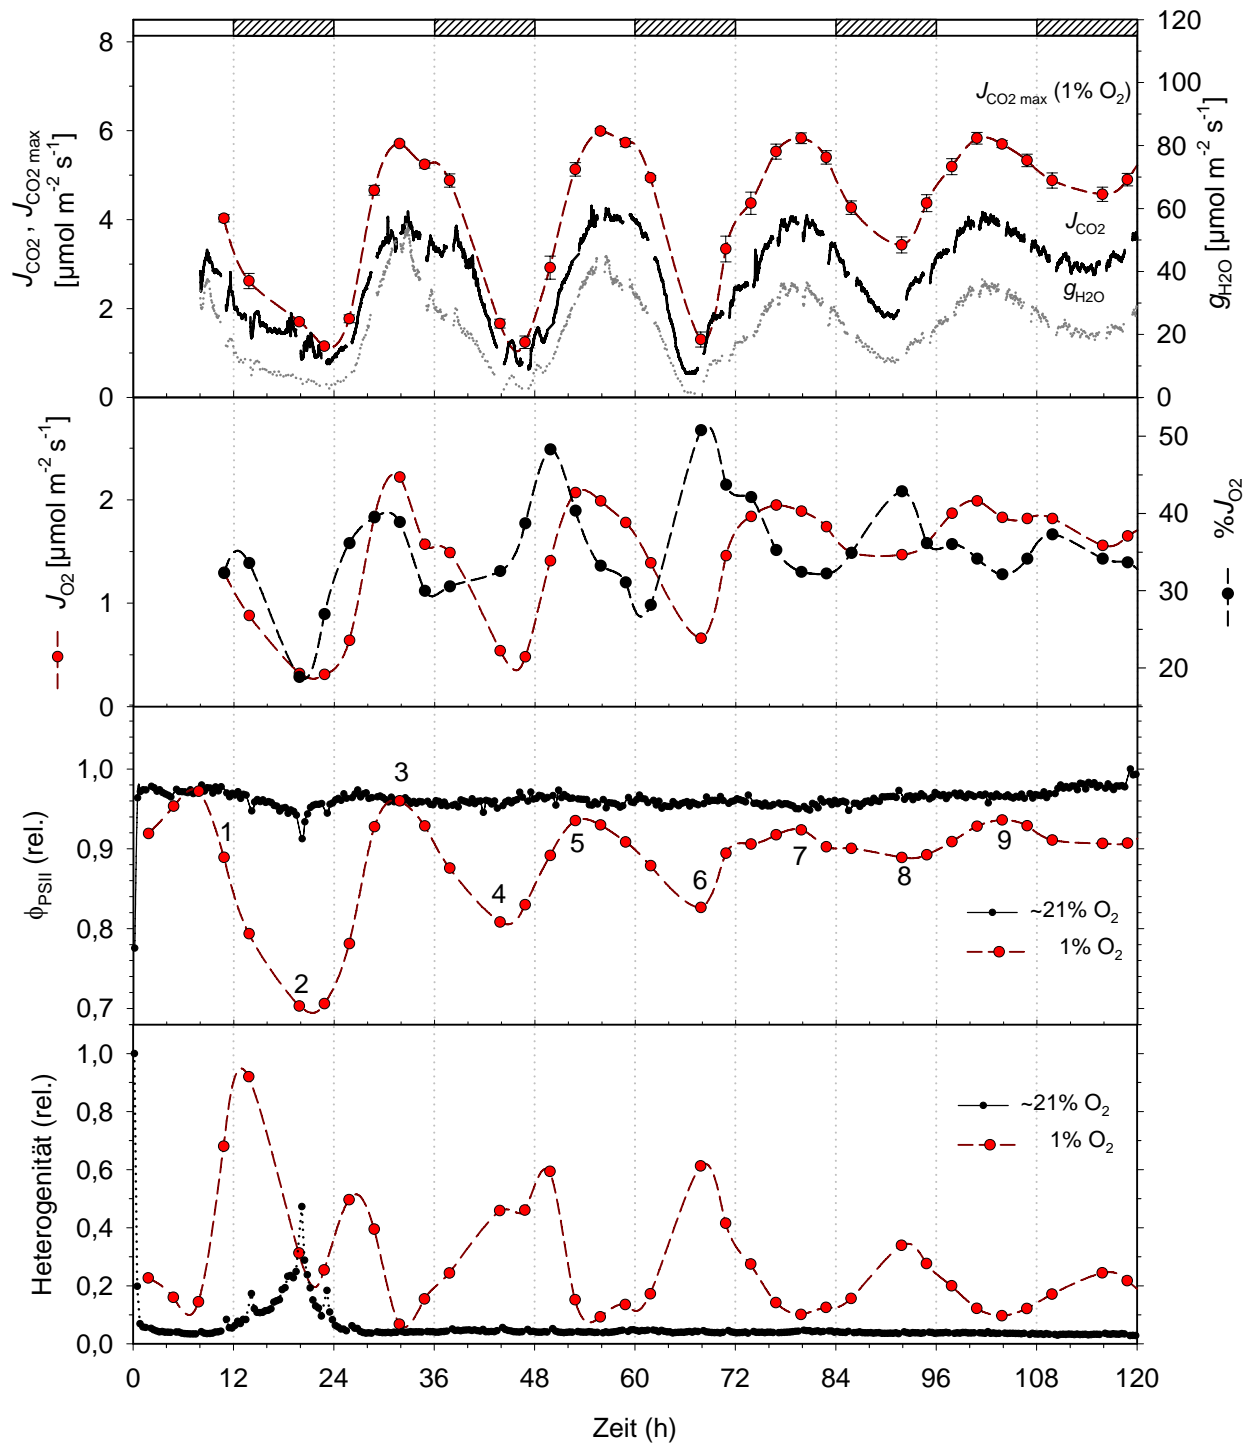 120
8
J_CO2 max (1% O_2)
100
6
80
J_CO2, J_CO2 max
[µmol m^-2 s^-1]
g_H2O [µmol m^-2 s^-1]
60
4
J_CO2
40
g_H2O
2
20
0
0
J_O2 [µmol m^-2 s^-1]
%J_O2
50
2
40
30
1
20
0
ϕ_PSII (rel.)
1,0
3
1
0,9
5
7
9
6
8
4
~21% O_2
0,8
1% O_2
2
0,7
Heterogenität (rel.)
1,0
~21% O_2
0,8
1% O_2
0,6
0,4
0,2
0,0
0 12 24 36 48 60 72 84 96 108 120
Zeit (h)